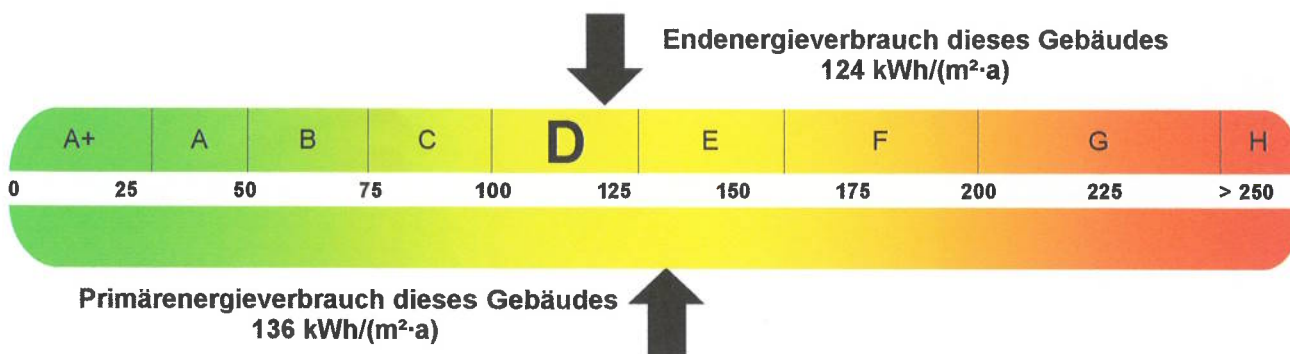 Endenergieverbrauch dieses Gebäudes
124 kWh/(m²·a)
A+ A B C D E F G H
0 25 50 75 100 125 150 175 200 225 > 250
Primärenergieverbrauch dieses Gebäudes
136 kWh/(m²·a)